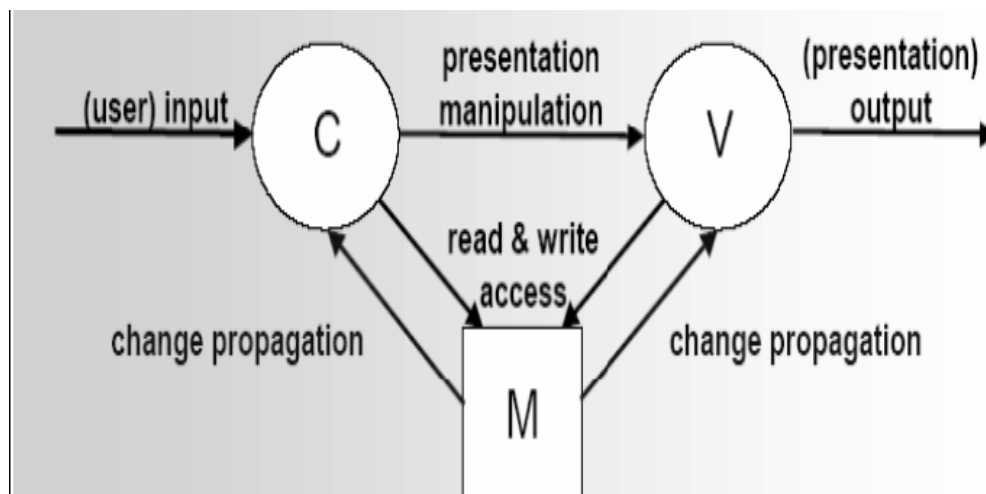 (user) input
C
presentation
manipulation
V
(presentation)
output
read & write
access
change propagation
change propagation
M